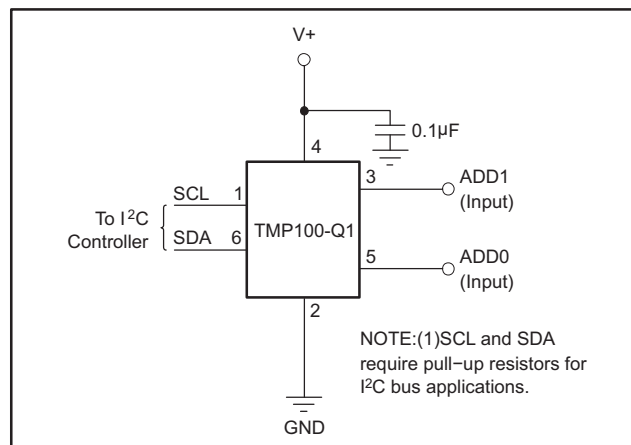 V+
0.1µF
4
SCL 1
3 ADD1
(Input)
To I²C
Controller
TMP100-Q1
SDA 6
5 ADD0
(Input)
2
NOTE:(1)SCL and SDA
require pull−up resistors for
I²C bus applications.
GND